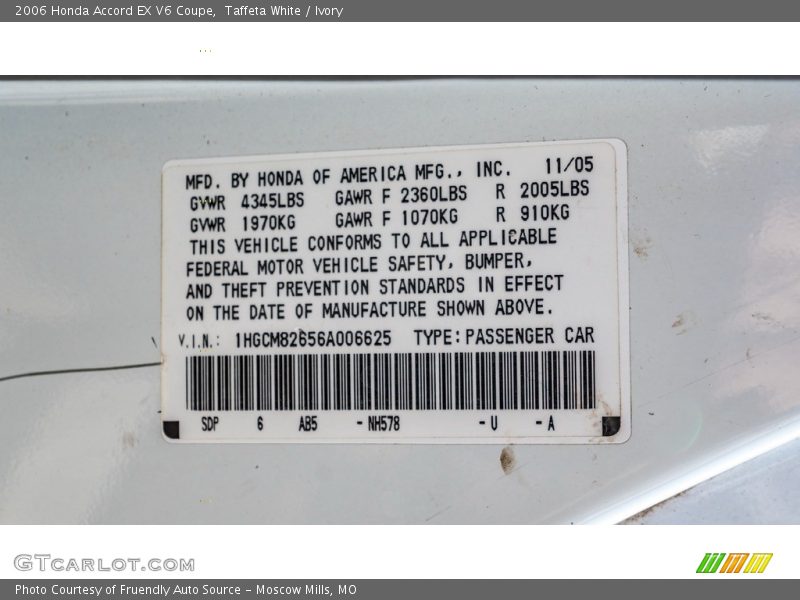 2006 Honda Accord EX V6 Coupe,  Taffeta White / Ivory
MFD. BY HONDA OF AMERICA MFG., INC. 11/05
GVWR 4345LBS GAWR F 2360LBS R 2005LBS
GVWR 1970KG GAWR F 1070KG R 910KG
THIS VEHICLE CONFORMS TO ALL APPLICABLE
FEDERAL MOTOR VEHICLE SAFETY, BUMPER,
AND THEFT PREVENTION STANDARDS IN EFFECT
ON THE DATE OF MANUFACTURE SHOWN ABOVE.
V.I.N.: 1HGCM82656A006625 TYPE:PASSENGER CAR
SDP 6 AB5 -NH578 -U -A
GTCARLOT.COM
Photo Courtesy of Fruendly Auto Source - Moscow Mills, MO